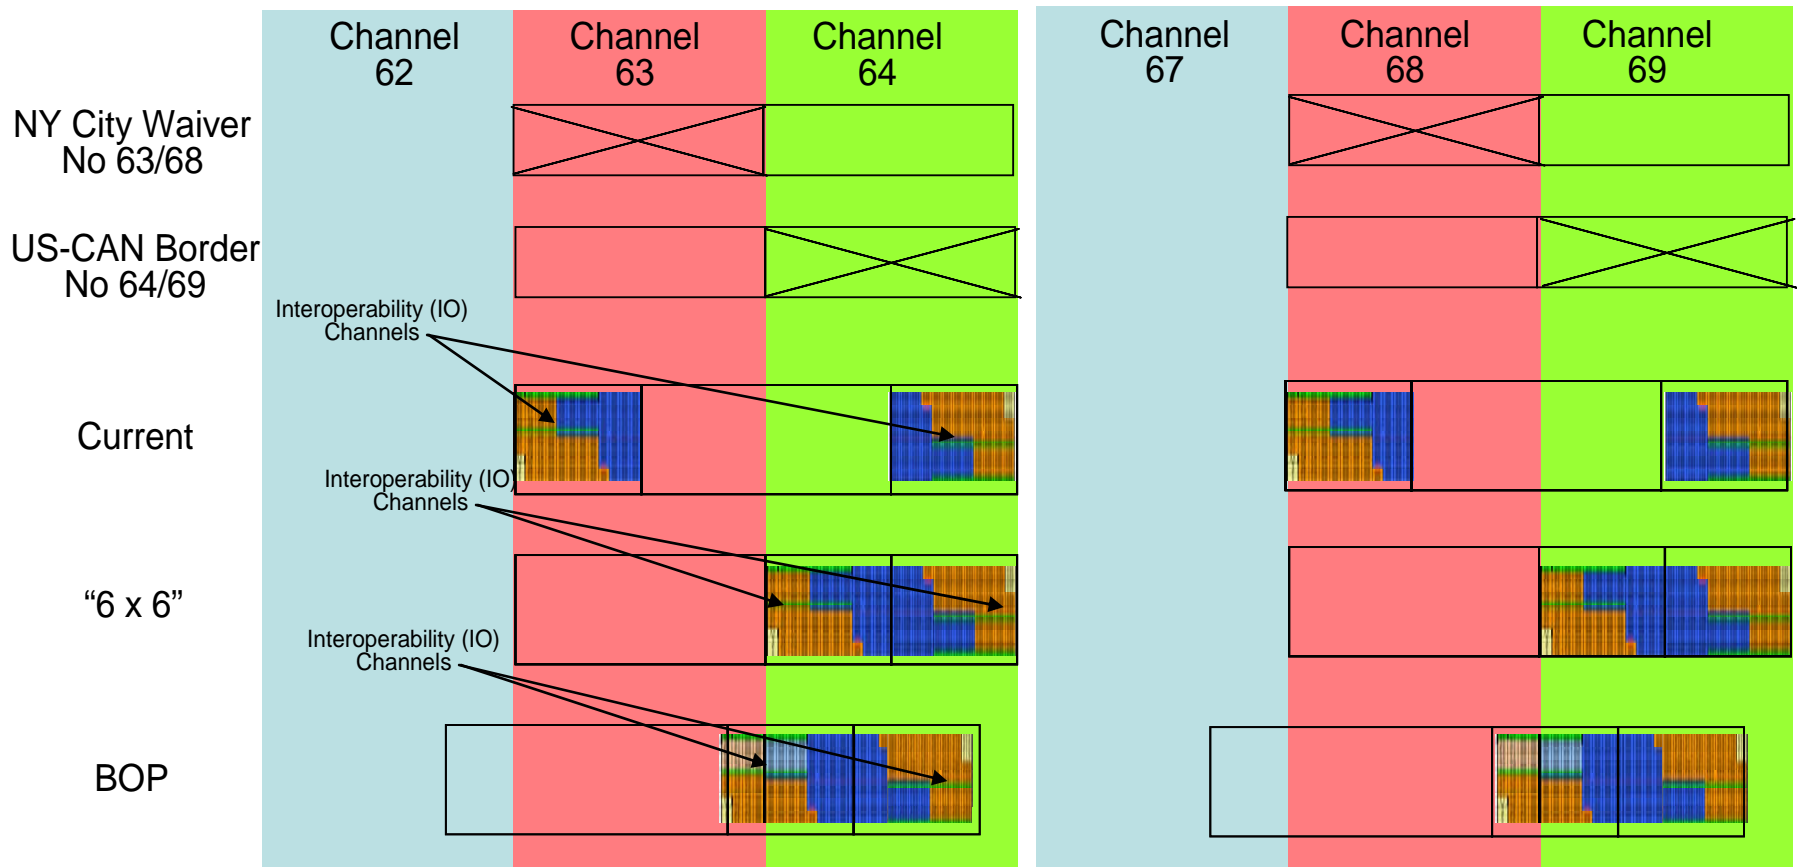 Channel
62
Channel
63
Channel
64
Channel
67
Channel
68
Channel
69
NY City Waiver
No 63/68
US-CAN Border
No 64/69
Interoperability (IO)
Channels
Current
Interoperability (IO)
Channels
“6 x 6”
Interoperability (IO)
Channels
BOP